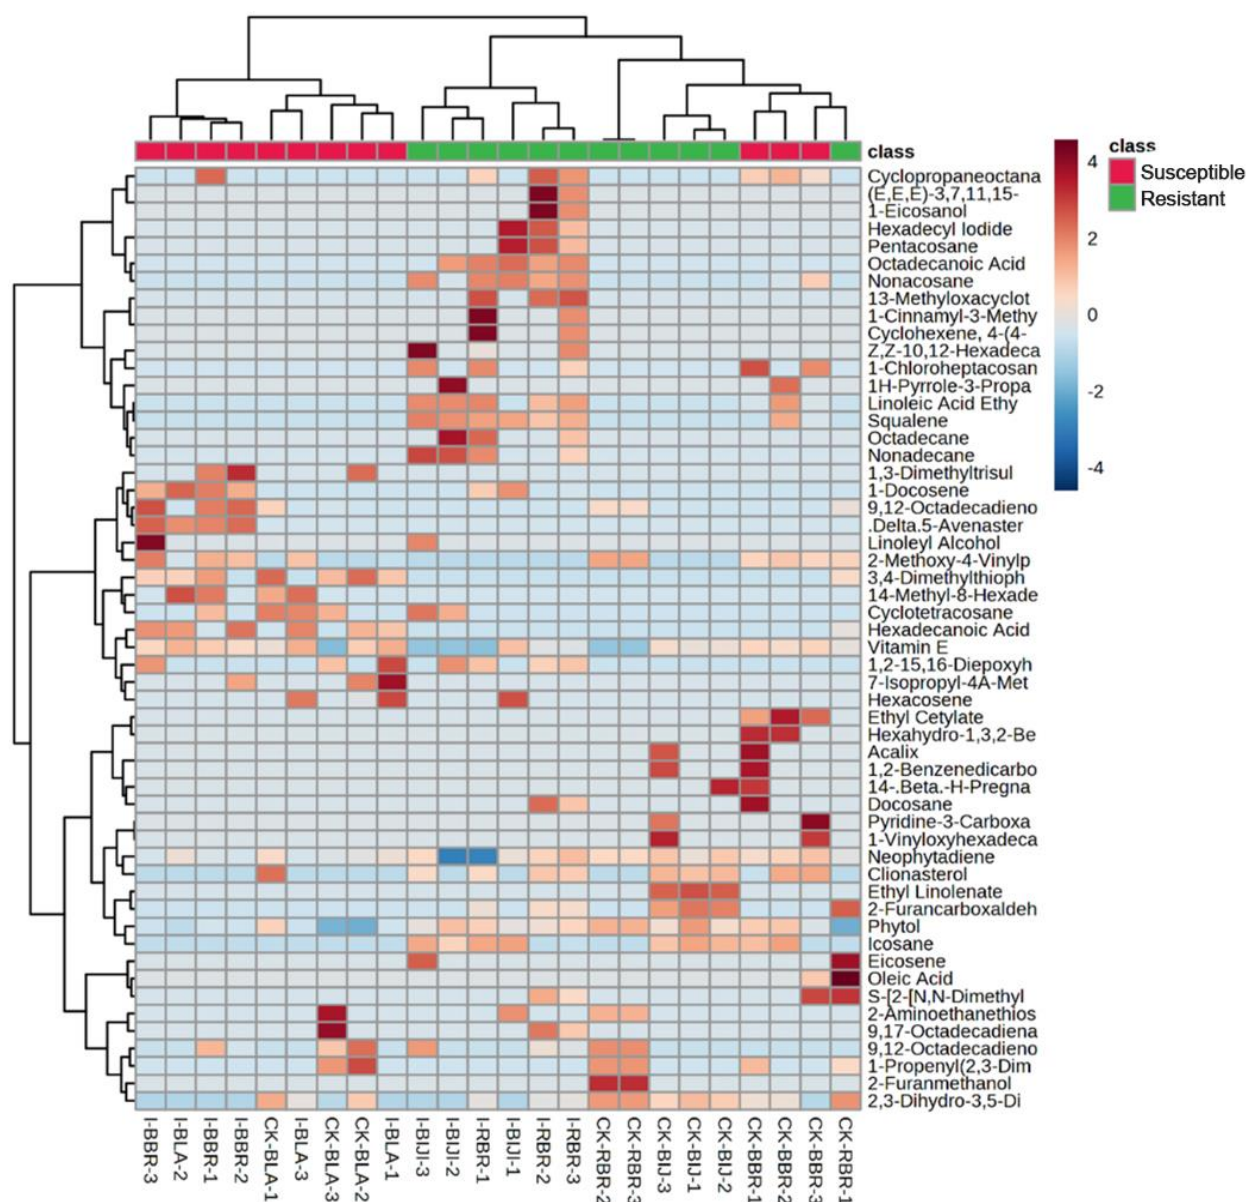 class
Cyclopropaneoctana
(E,E,E)-3,7,11,15-
1-Eicosanol
Hexadecyl Iodide
Pentacosane
Octadecanoic Acid
Nonacosane
13-Methyloxacyclot
1-Cinnamyl-3-Methy
Cyclohexene, 4-(4-
Z,Z-10,12-Hexadeca
1-Chloroheptacosan
1H-Pyrrole-3-Propa
Linoleic Acid Ethy
Squalene
Octadecane
Nonadecane
1,3-Dimethyltrisul
1-Docosene
9,12-Octadecadieno
.Delta.5-Avenaster
Linoleyl Alcohol
2-Methoxy-4-Vinylp
3,4-Dimethylthioph
14-Methyl-8-Hexade
Cyclotetracosane
Hexadecanoic Acid
Vitamin E
1,2-15,16-Diepoxyh
7-Isopropyl-4A-Met
Hexacosene
Ethyl Cetylate
Hexahydro-1,3,2-Be
Acalix
1,2-Benzenedicarbo
14-.Beta.-H-Pregna
Docosane
Pyridine-3-Carboxa
1-Vinyloxyhexadeca
Neophytadiene
Clionasterol
Ethyl Linolenate
2-Furancarboxaldeh
Phytol
Icosane
Eicosene
Oleic Acid
S-[2-[N,N-Dimethyl
2-Aminoethanethios
9,17-Octadecadiena
9,12-Octadecadieno
1-Propenyl(2,3-Dim
2-Furanmethanol
2,3-Dihydro-3,5-Di
4
2
0
-2
-4
class
Susceptible
Resistant
I-BBR-3
I-BLA-2
I-BBR-1
I-BBR-2
CK-BLA-1
I-BLA-3
CK-BLA-3
CK-BLA-2
I-BLA-1
I-BIJI-3
I-BIJI-2
I-RBR-1
I-BIJI-1
I-RBR-2
I-RBR-3
CK-RBR-2
CK-RBR-3
CK-BIJ-3
CK-BIJ-1
CK-BIJ-2
CK-BBR-1
CK-BBR-2
CK-BBR-3
CK-RBR-1